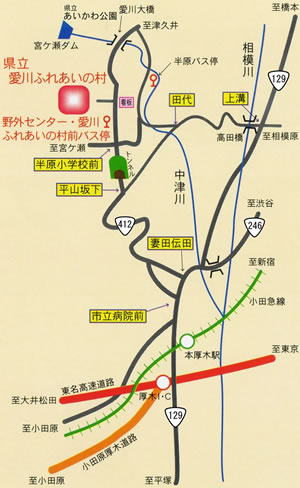 県立
あいかわ公園
愛川大橋
至津久井
至橋本
宮ケ瀬ダム
129
相模川
半原バス停
県立
愛川ふれあいの村
看板
田代
上溝
野外センター・愛川
ふれあいの村前バス停
高田橋
至相模原
至宮ケ瀬
トンネル
半原小学校前
中津川
平山坂下
至渋谷
412
246
妻田伝田
至新宿
小田急線
市立病院前
本厚木駅
至東京
東名高速道路
至大井松田
厚木I・C
129
至小田原
小田原厚木道路
至小田原
至平塚